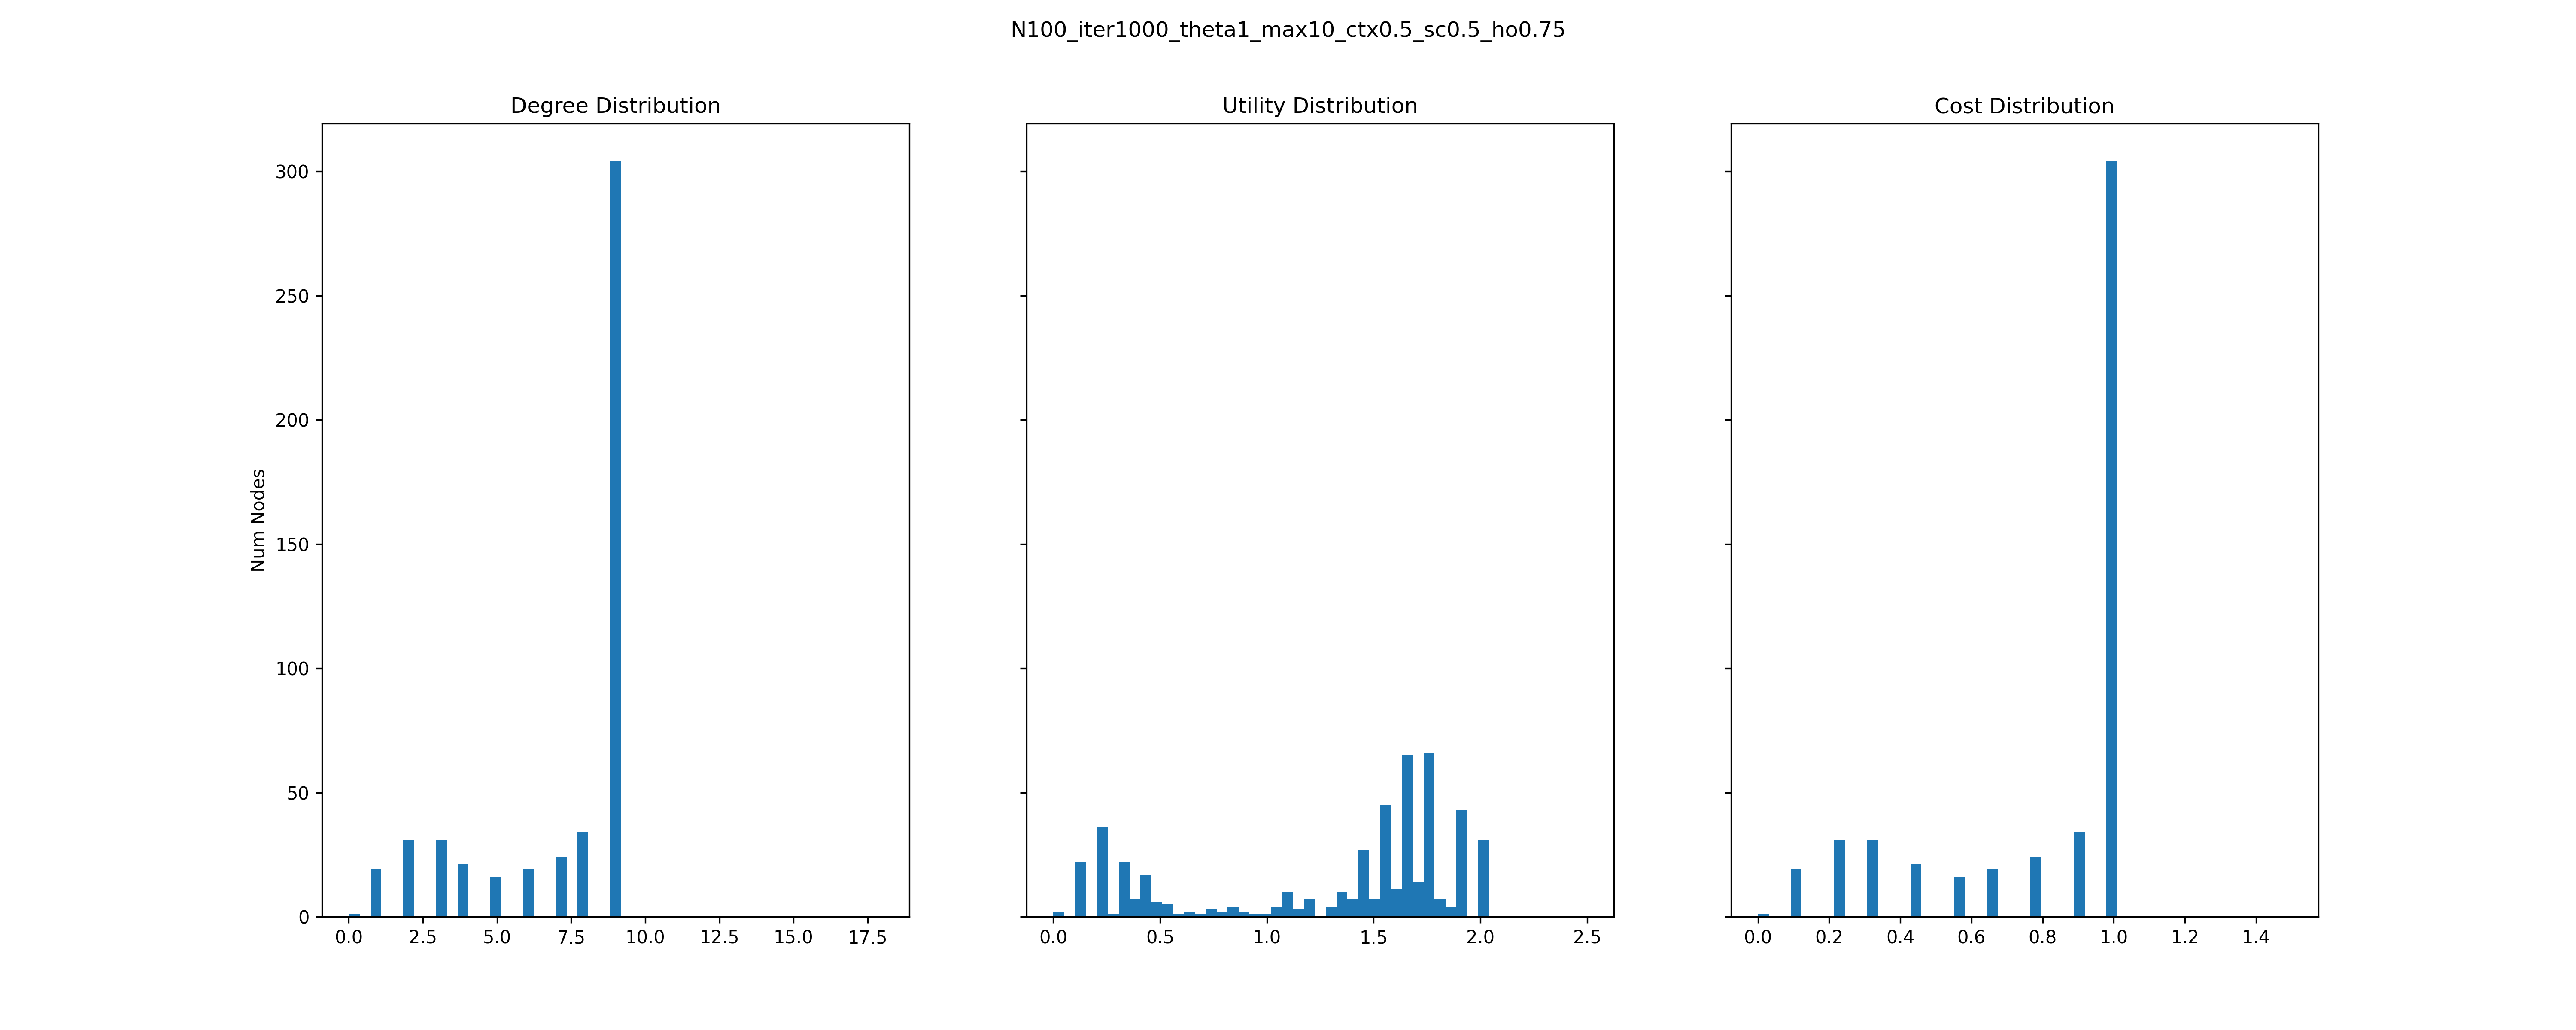 N100_iter1000_theta1_max10_ctx0.5_sc0.5_ho0.75
Degree Distribution
Utility Distribution
Cost Distribution
Num Nodes
300
250
200
150
100
50
0
0.0 2.5 5.0 7.5 10.0 12.5 15.0 17.5
0.0 0.5 1.0 1.5 2.0 2.5
0.0 0.2 0.4 0.6 0.8 1.0 1.2 1.4